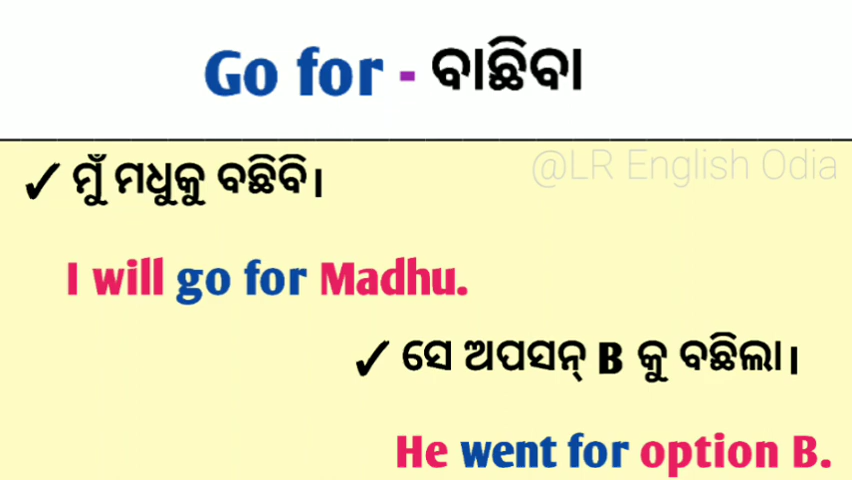 Go for - ବାଛିବା
@LR English Odia
✓ ମୁଁ ମଧୁକୁ ବଛିବି।
I will go for Madhu.
✓ ସେ ଅପସନ୍ B କୁ ବଛିଲା।
He went for option B.